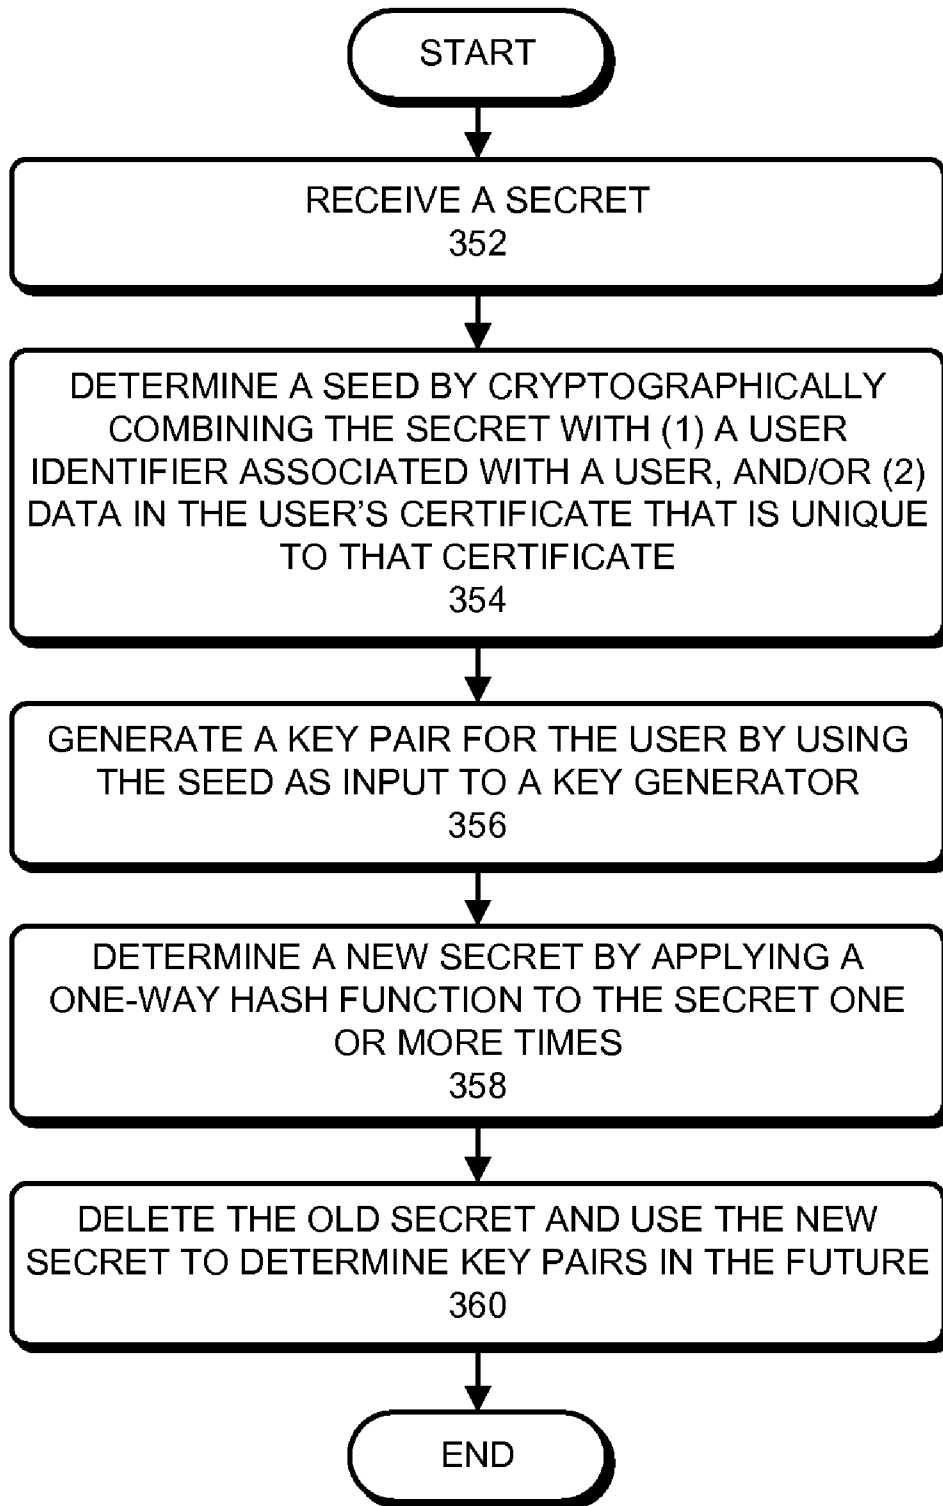 START
RECEIVE A SECRET
352
DETERMINE A SEED BY CRYPTOGRAPHICALLY
COMBINING THE SECRET WITH (1) A USER
IDENTIFIER ASSOCIATED WITH A USER, AND/OR (2)
DATA IN THE USER'S CERTIFICATE THAT IS UNIQUE
TO THAT CERTIFICATE
354
GENERATE A KEY PAIR FOR THE USER BY USING
THE SEED AS INPUT TO A KEY GENERATOR
356
DETERMINE A NEW SECRET BY APPLYING A
ONE-WAY HASH FUNCTION TO THE SECRET ONE
OR MORE TIMES
358
DELETE THE OLD SECRET AND USE THE NEW
SECRET TO DETERMINE KEY PAIRS IN THE FUTURE
360
END